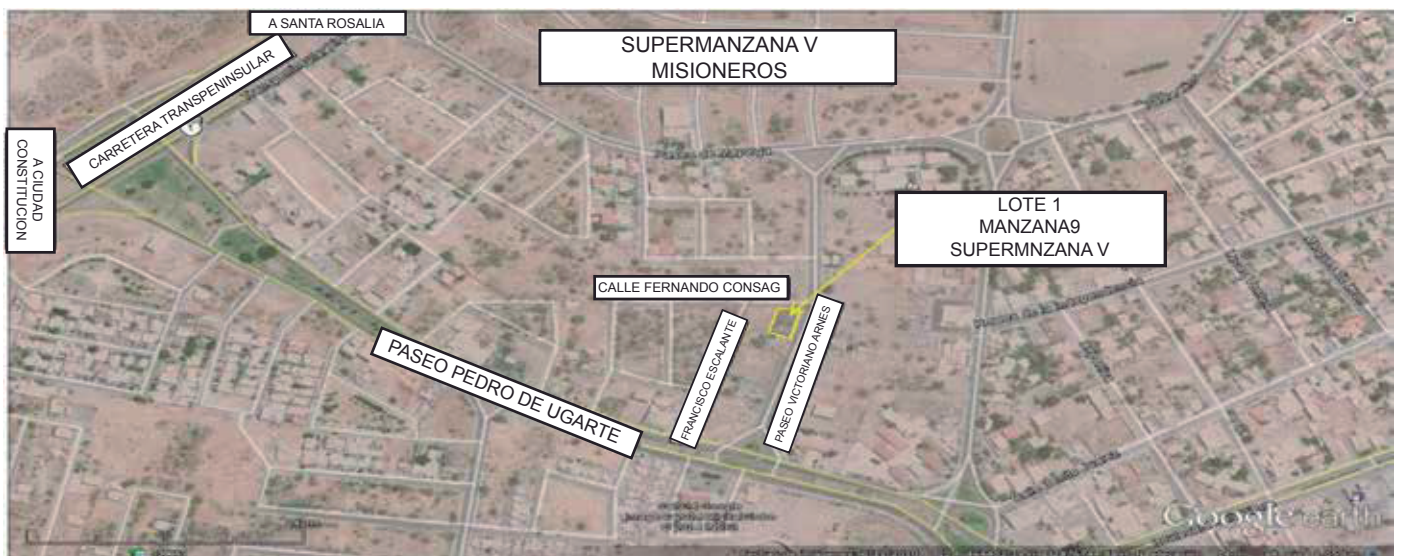 A SANTA ROSALIA
SUPERMANZANA V
MISIONEROS
CARRETERA TRANSPENINSULAR
A CIUDAD
CONSTITUCION
LOTE 1
MANZANA9
SUPERMNZANA V
CALLE FERNANDO CONSAG
FRANCISCO ESCALANTE
PASEO VICTORIANO ARNES
PASEO PEDRO DE UGARTE
Google earth